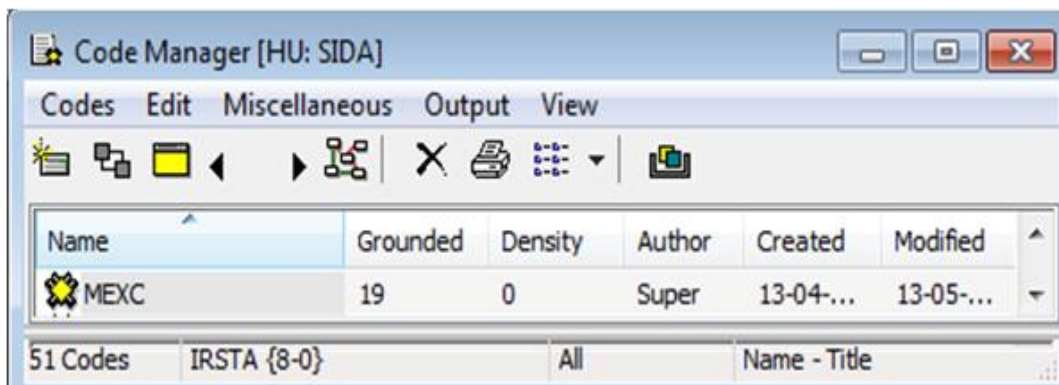 Code Manager [HU: SIDA]
Codes Edit Miscellaneous Output View
Name Grounded Density Author Created Modified
MEXC 19 0 Super 13-04-... 13-05-...
51 Codes IRSTA {8-0} All Name - Title